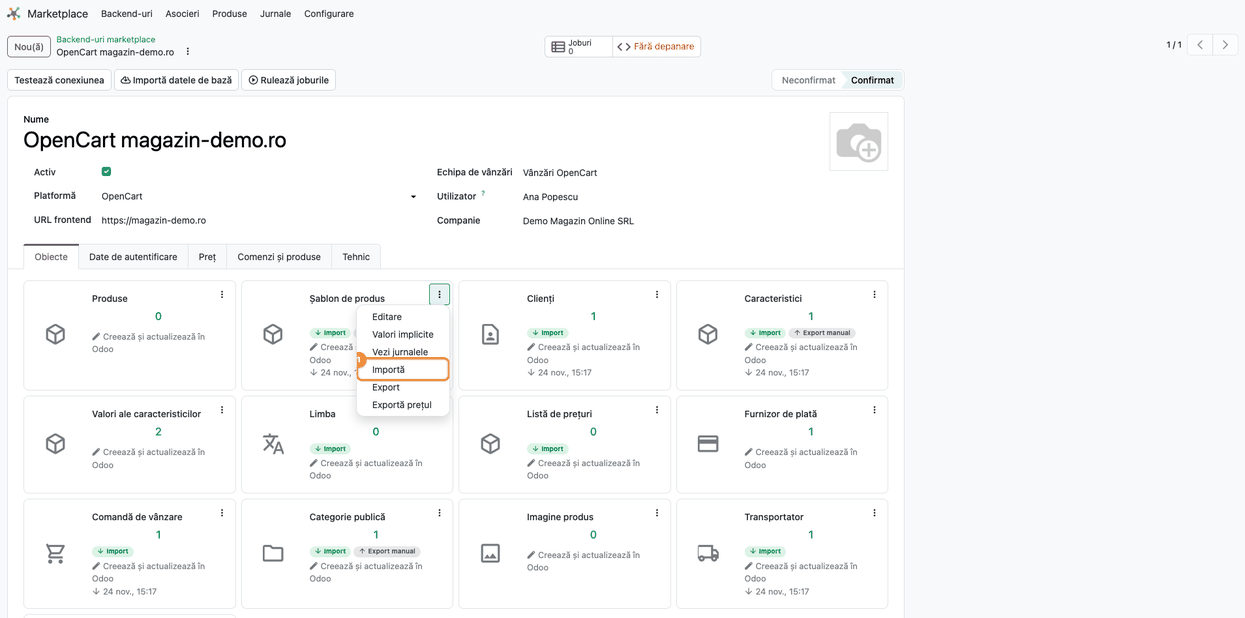 Marketplace Backend-uri Asocieri Produse Jurnale Configurare
Nou(ă)
Backend-uri marketplace
OpenCart magazin-demo.ro
Joburi
0
Fără depanare
1 / 1
Testează conexiunea Importă datele de bază Rulează joburile
Neconfirmat Confirmat
Nume
OpenCart magazin-demo.ro
Activ
Echipa de vânzări Vânzări OpenCart
Platformă OpenCart
Utilizator ? Ana Popescu
URL frontend https://magazin-demo.ro
Companie Demo Magazin Online SRL
Obiecte Date de autentificare Preț Comenzi și produse Tehnic
Produse
0
Creează și actualizează în
Odoo
Șablon de produs
Import
Creează
Odoo
24 nov.,
Editare
Valori implicite
Vezi jurnalele
1
Importă
Export
Exportă prețul
Clienți
1
Import
Creează și actualizează în
Odoo
24 nov., 15:17
Caracteristici
1
Import Export manual
Creează și actualizează în
Odoo
24 nov., 15:17
Valori ale caracteristicilor
2
Creează și actualizează în
Odoo
Limba
0
Import
Creează și actualizează în
Odoo
Listă de prețuri
0
Import
Creează și actualizează în
Odoo
Furnizor de plată
1
Creează și actualizează în
Odoo
Comandă de vânzare
1
Import
Creează și actualizează în
Odoo
24 nov., 15:17
Categorie publică
1
Import Export manual
Creează și actualizează în
Odoo
Imagine produs
0
Creează și actualizează în
Odoo
Transportator
1
Import
Creează și actualizează în
Odoo
24 nov., 15:17